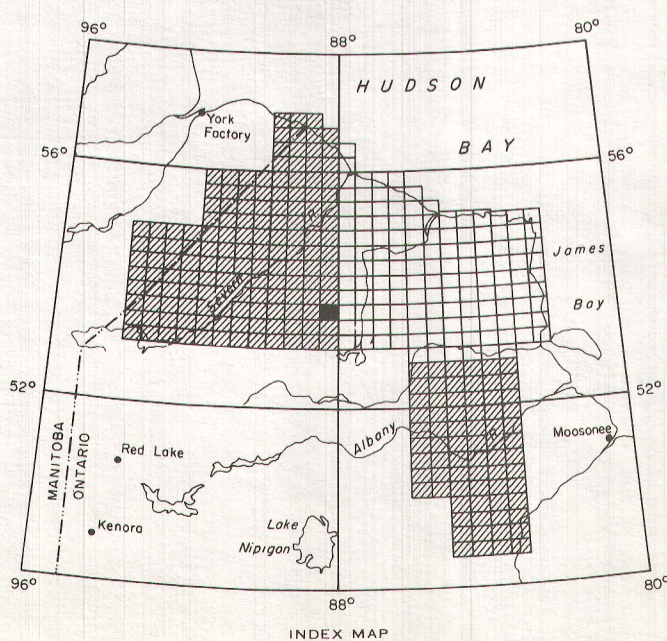 96°
88°
80°
HUDSON
BAY
York
Factory
56°
56°
James
Bay
Severn
R.
52°
52°
Albany
R.
Moosonee
MANITOBA
ONTARIO
Red Lake
Kenora
Lake
Nipigon
96°
88°
80°
INDEX MAP